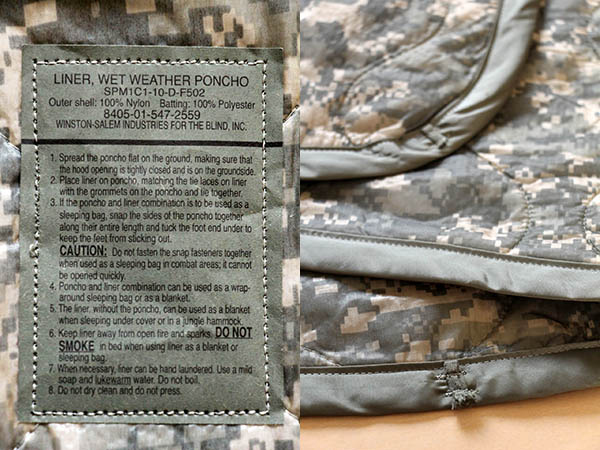 LINER, WET WEATHER PONCHO
SPM1C1-10-D-F502
Outer shell: 100% Nylon Batting: 100% Polyester
8405-01-547-2559
WINSTON-SALEM INDUSTRIES FOR THE BLIND, INC.
1. Spread the poncho flat on the ground, making sure that
the hood opening is tightly closed and is on the groundside.
2. Place liner on poncho, matching the tie laces on liner
with the grommets on the poncho and tie together.
3. If the poncho and liner combination is to be used as a
sleeping bag, snap the sides of the poncho together
along their entire length and tuck the foot end under to
keep the feet from sticking out.
CAUTION: Do not fasten the snap fasteners together
when used as a sleeping bag in combat areas; it cannot
be opened quickly.
4. Poncho and liner combination can be used as a wrap-
around sleeping bag or as a blanket.
5. The liner, without the poncho, can be used as a blanket
when sleeping under cover or in a jungle hammock.
6. Keep liner away from open fire and sparks. DO NOT
SMOKE in bed when using liner as a blanket or
sleeping bag.
7. When necessary, liner can be hand laundered. Use a mild
soap and lukewarm water. Do not boil.
8. Do not dry clean and do not press.